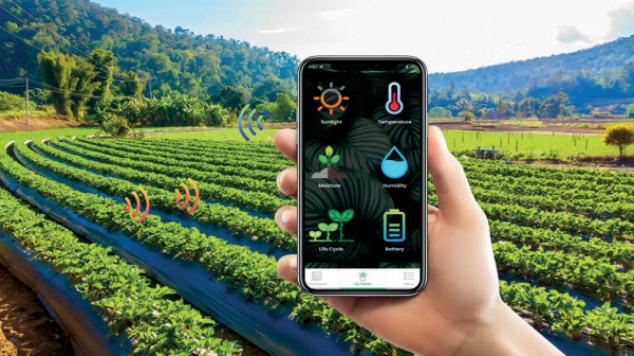 Sunlight
Temperature
Moisture
Humidity
Life Cycle
Battery